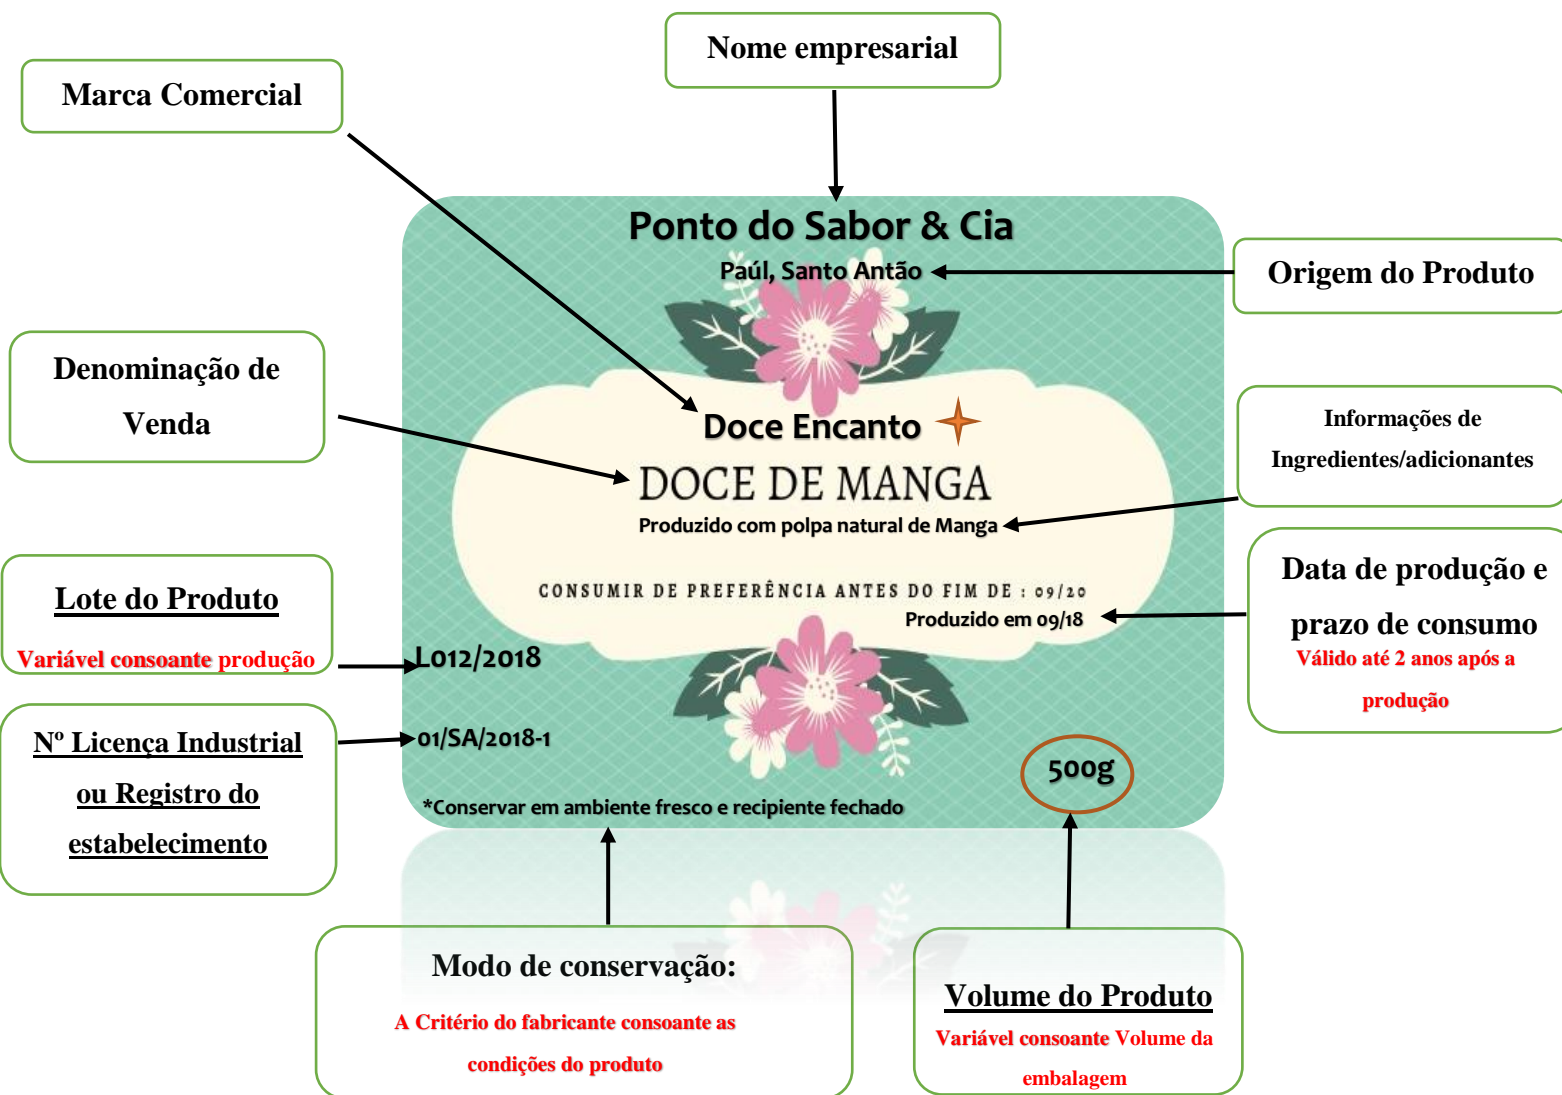 Nome empresarial
Marca Comercial
Ponto do Sabor & Cia
Paúl, Santo Antão
Origem do Produto
Denominação de
Venda
Doce Encanto
DOCE DE MANGA
Produzido com polpa natural de Manga
Informações de
Ingredientes/adicionantes
CONSUMIR DE PREFERÊNCIA ANTES DO FIM DE : 09/20
Produzido em 09/18
Data de produção e
prazo de consumo
Válido até 2 anos após a
produção
Lote do Produto
Variável consoante produção
L012/2018
Nº Licença Industrial
ou Registro do
estabelecimento
01/SA/2018-1
500g
*Conservar em ambiente fresco e recipiente fechado
Modo de conservação:
A Critério do fabricante consoante as
condições do produto
Volume do Produto
Variável consoante Volume da
embalagem